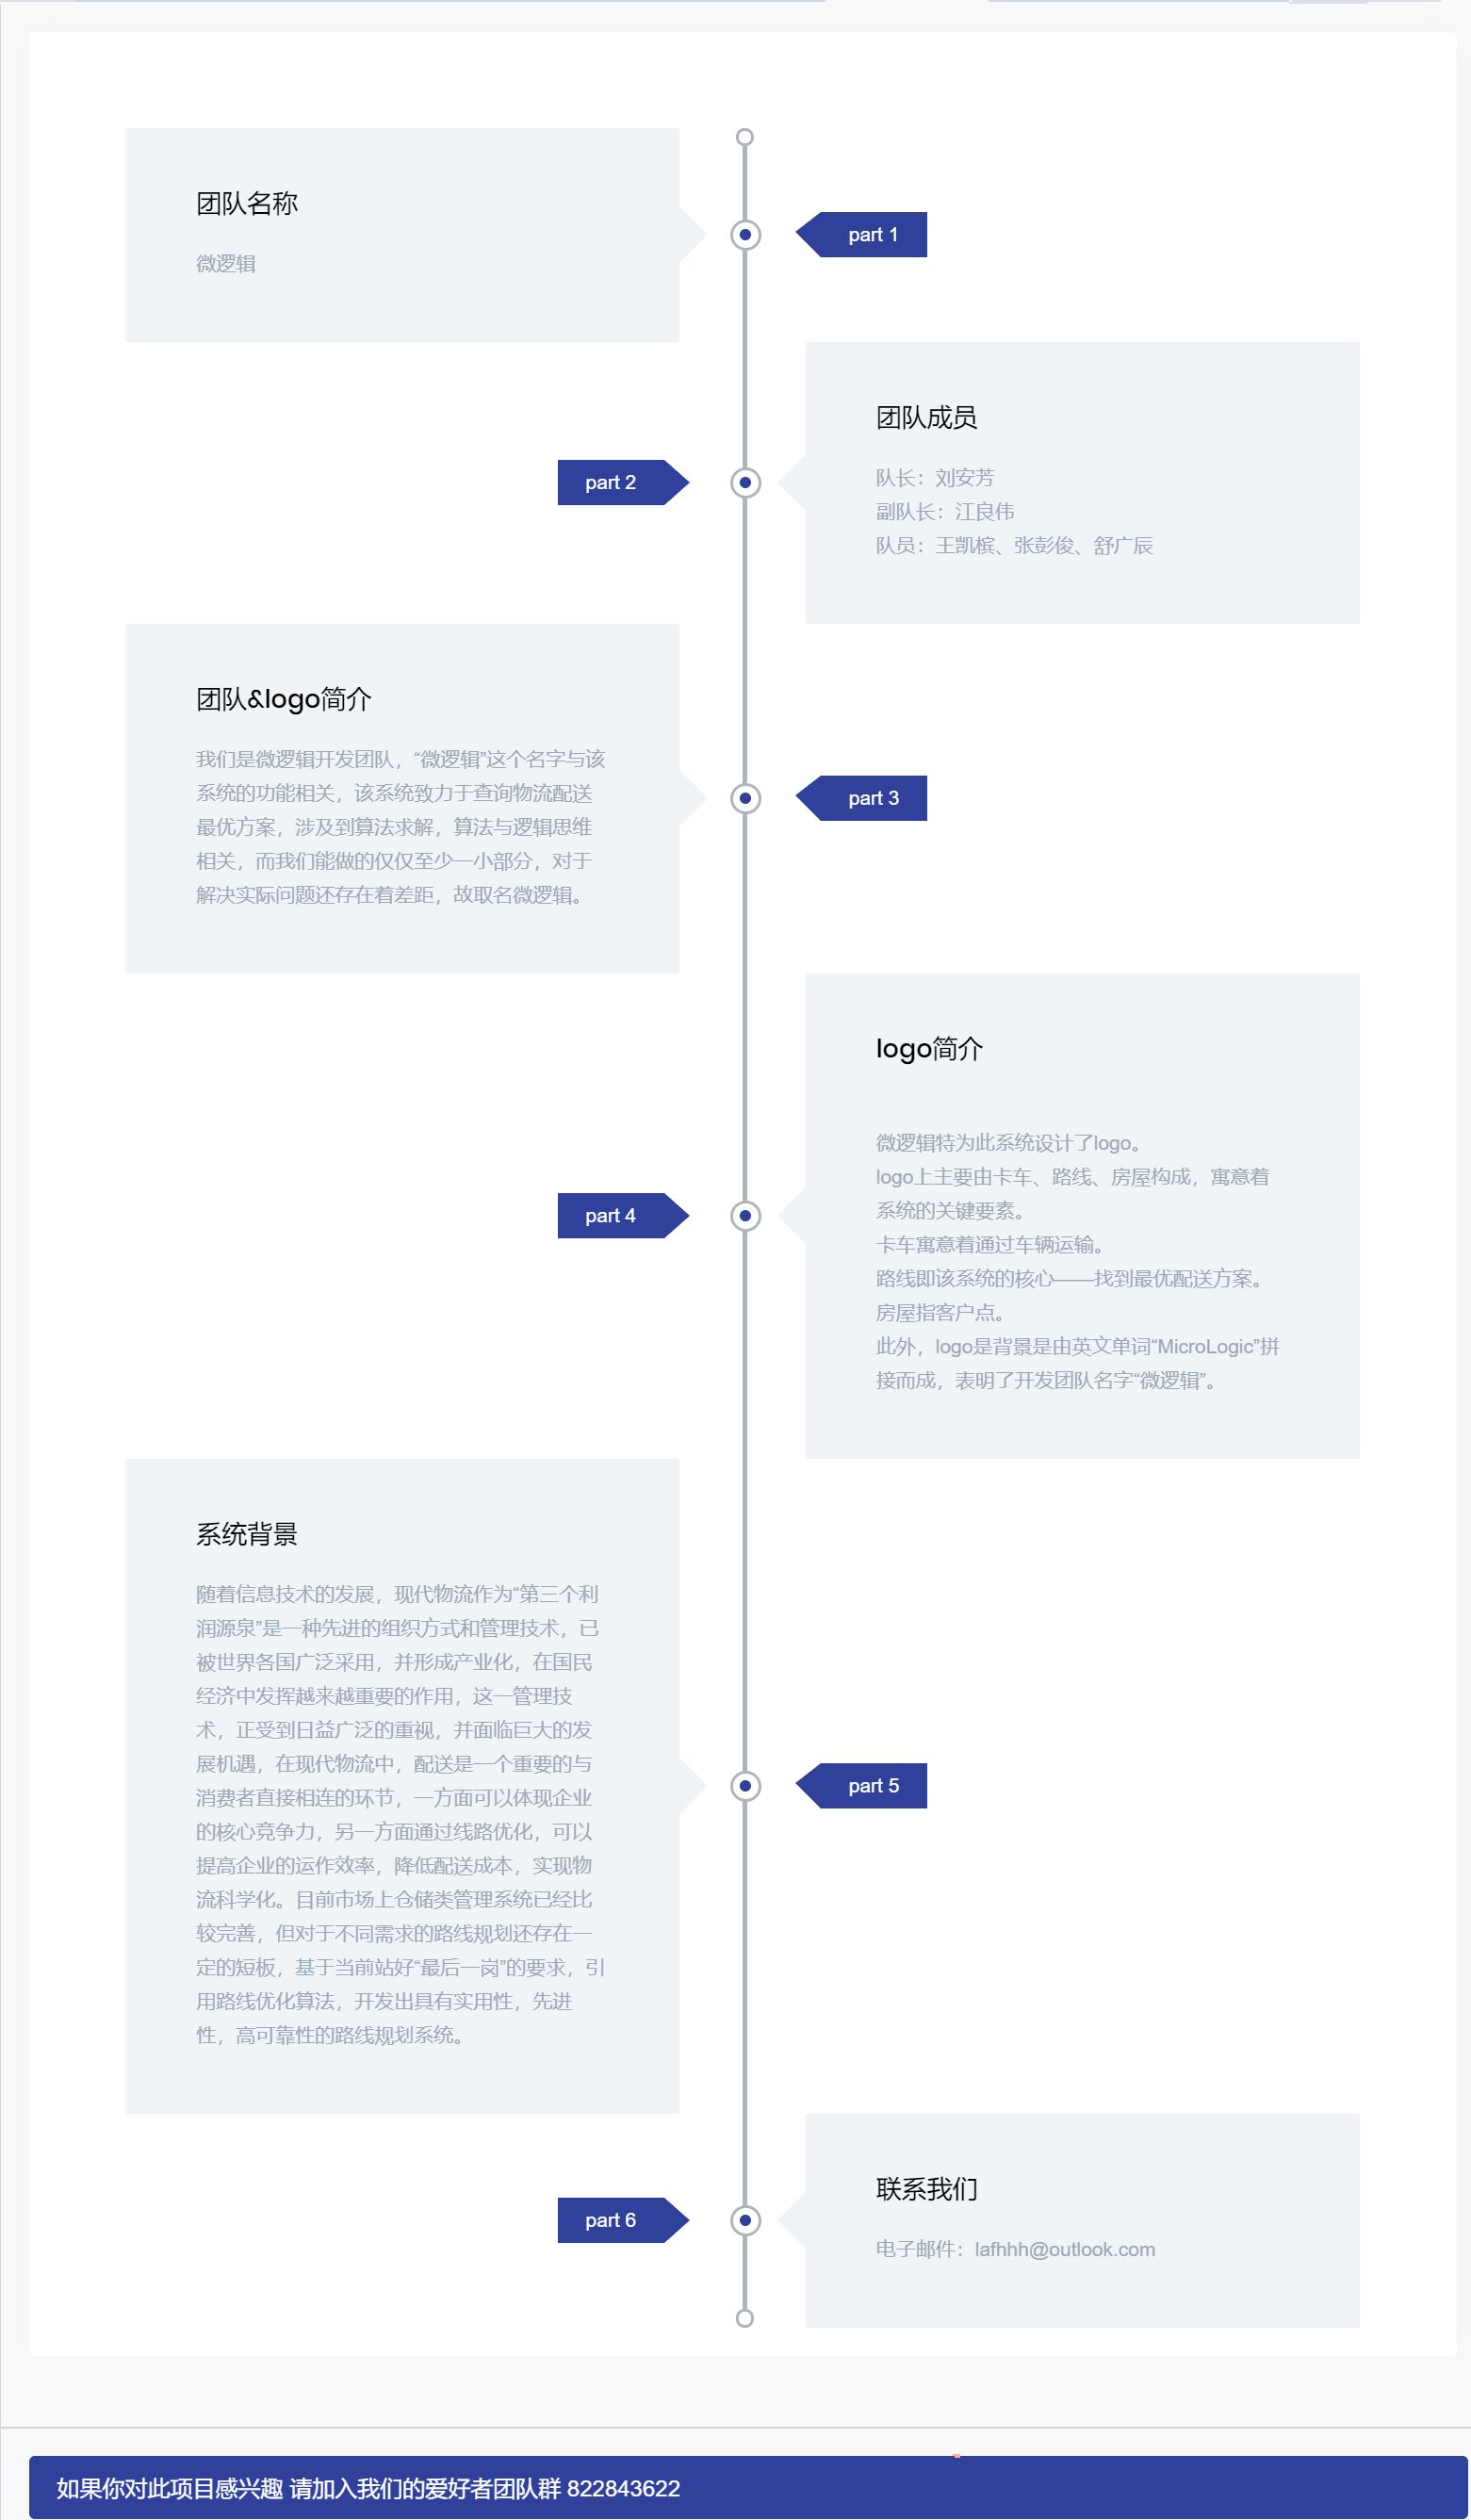 团队名称
微逻辑
part 1
团队成员
队长：刘安芳
副队长：江良伟
队员：王凯槟、张彭俊、舒广辰
part 2
团队&logo简介
我们是微逻辑开发团队，“微逻辑”这个名字与该
系统的功能相关，该系统致力于查询物流配送
最优方案，涉及到算法求解，算法与逻辑思维
相关，而我们能做的仅仅至少一小部分，对于
解决实际问题还存在着差距，故取名微逻辑。
part 3
logo简介
微逻辑特为此系统设计了logo。
logo上主要由卡车、路线、房屋构成，寓意着
系统的关键要素。
卡车寓意着通过车辆运输。
路线即该系统的核心——找到最优配送方案。
房屋指客户点。
此外，logo是背景是由英文单词“MicroLogic”拼
接而成，表明了开发团队名字“微逻辑”。
part 4
系统背景
随着信息技术的发展，现代物流作为“第三个利
润源泉”是一种先进的组织方式和管理技术，已
被世界各国广泛采用，并形成产业化，在国民
经济中发挥越来越重要的作用，这一管理技
术，正受到日益广泛的重视，并面临巨大的发
展机遇，在现代物流中，配送是一个重要的与
消费者直接相连的环节，一方面可以体现企业
的核心竞争力，另一方面通过线路优化，可以
提高企业的运作效率，降低配送成本，实现物
流科学化。目前市场上仓储类管理系统已经比
较完善，但对于不同需求的路线规划还存在一
定的短板，基于当前站好“最后一岗”的要求，引
用路线优化算法，开发出具有实用性，先进
性，高可靠性的路线规划系统。
part 5
联系我们
电子邮件：lafhhh@outlook.com
part 6
如果你对此项目感兴趣 请加入我们的爱好者团队群 822843622